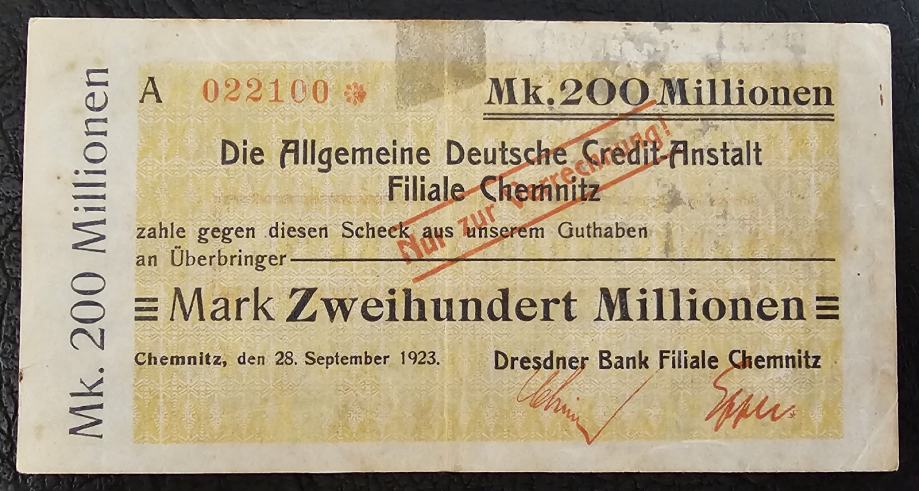 Mk. 200 Millionen
A 022100 *
Mk. 200 Millionen
Die Allgemeine Deutsche Credit-Anstalt
Filiale Chemnitz
Nur zur Verrechnung!
zahle gegen diesen Scheck aus unserem Guthaben
an Überbringer
Mark Zweihundert Millionen
Chemnitz, den 28. September 1923.
Dresdner Bank Filiale Chemnitz